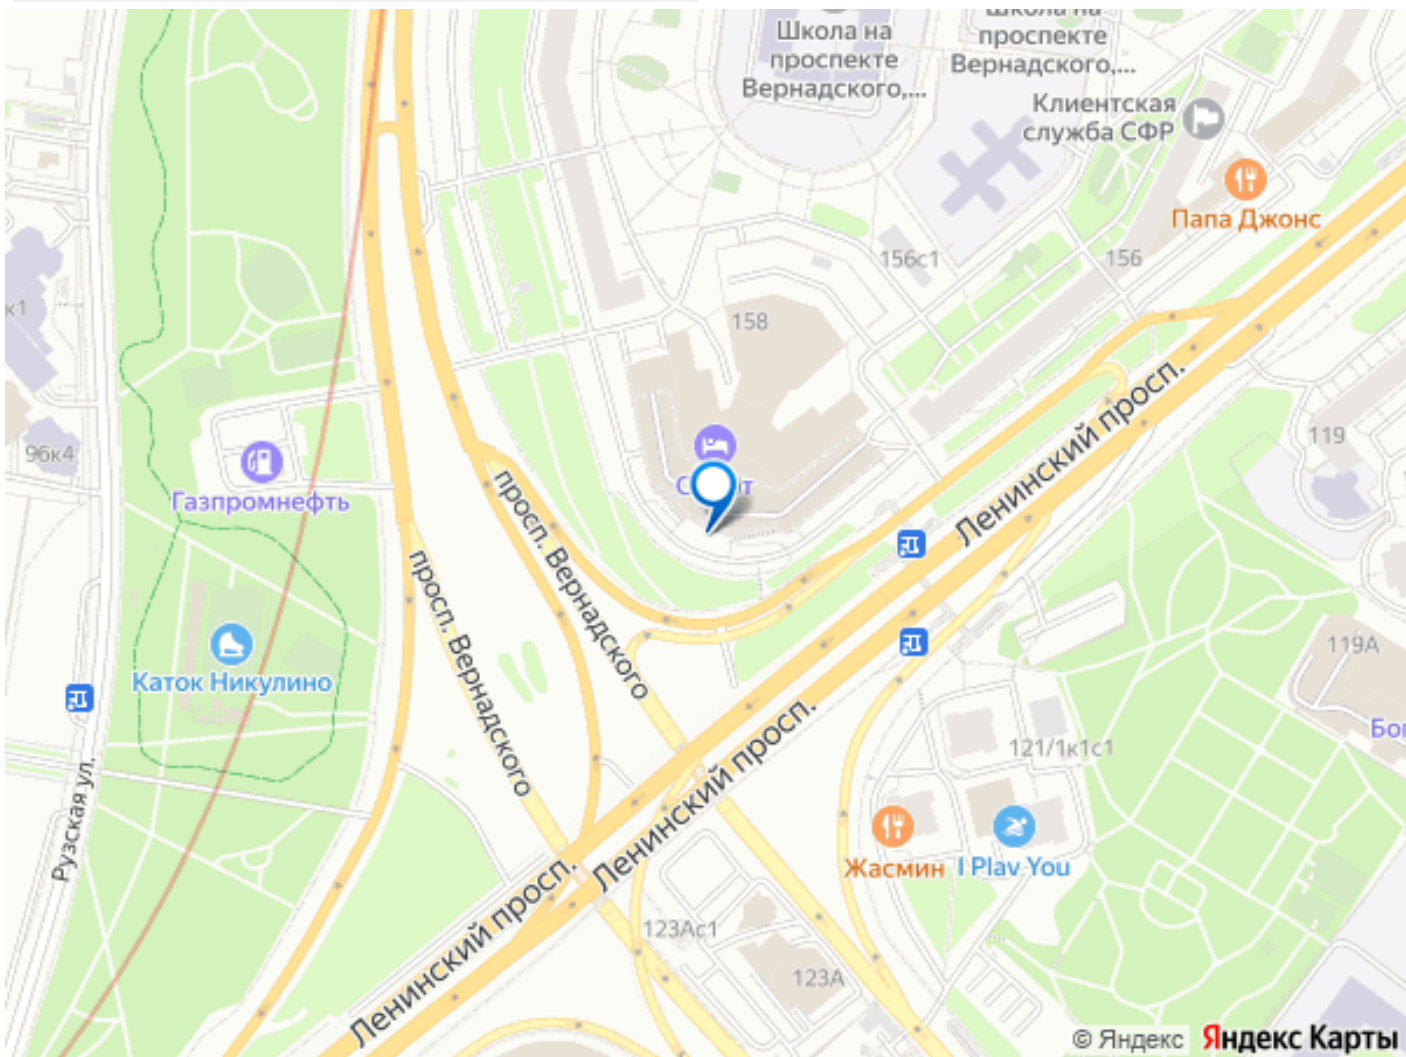 Школа на
проспекте
Вернадского,...
проспекте
Вернадского,...
Клиентская
служба СФР
Папа Джонс
156с1
156
158
к1
96к4
Газпромнефть
просп. Вернадского
просп. Вернадского
Ленинский просп.
119
119А
Каток Никулино
Рузская ул.
Ленинский просп.
121/1к1с1
Жасмин
I Play You
Ленинский просп.
123Ас1
123А
© Яндекс Яндекс Карты